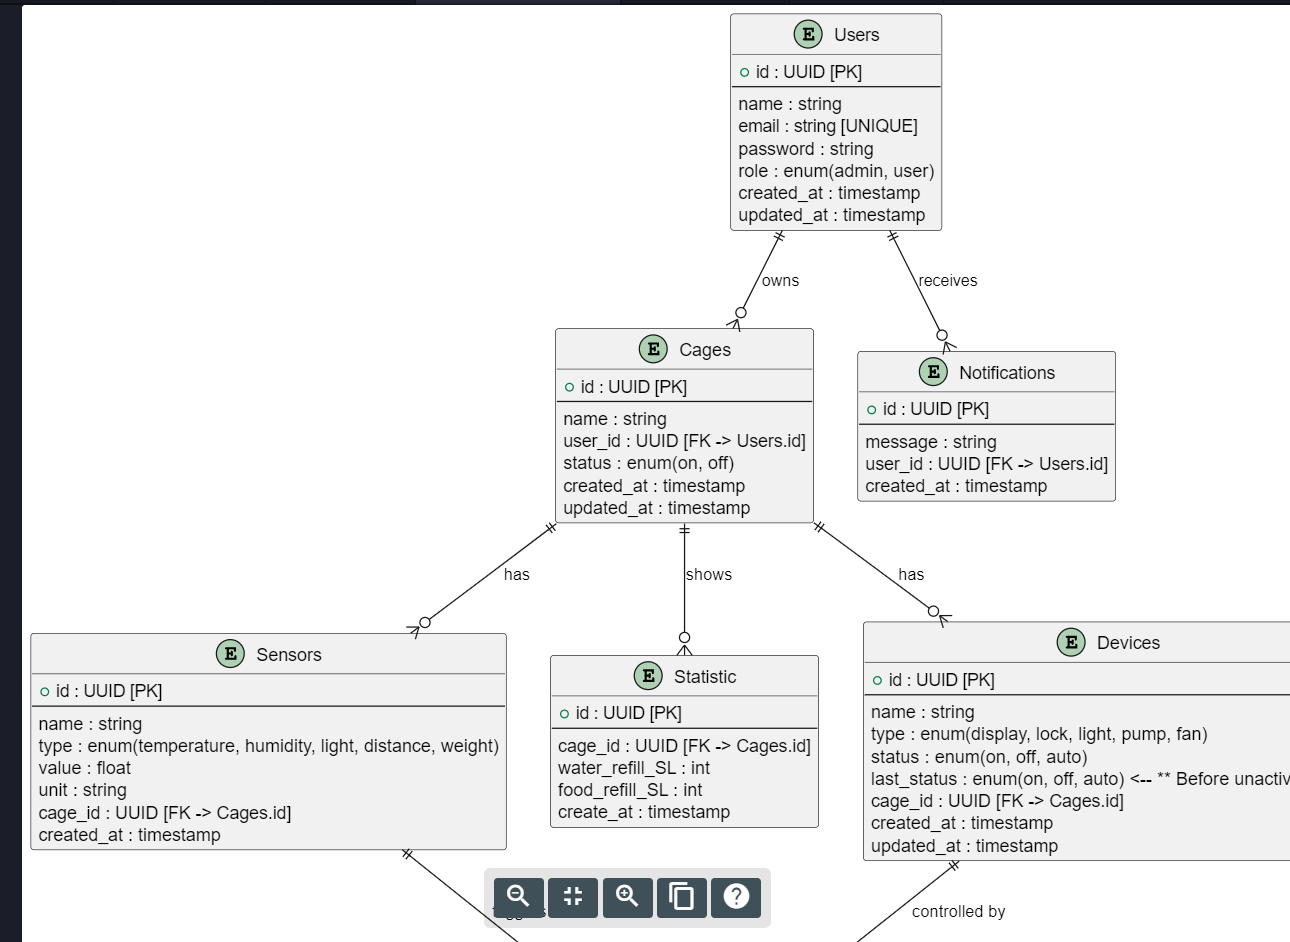 E Users
id : UUID [PK]
name : string
email : string [UNIQUE]
password : string
role : enum(admin, user)
created_at : timestamp
updated_at : timestamp
owns
receives
E Cages
id : UUID [PK]
name : string
user_id : UUID [FK -> Users.id]
status : enum(on, off)
created_at : timestamp
updated_at : timestamp
E Notifications
id : UUID [PK]
message : string
user_id : UUID [FK -> Users.id]
created_at : timestamp
has
shows
has
E Sensors
id : UUID [PK]
name : string
type : enum(temperature, humidity, light, distance, weight)
value : float
unit : string
cage_id : UUID [FK -> Cages.id]
created_at : timestamp
E Statistic
id : UUID [PK]
cage_id : UUID [FK -> Cages.id]
water_refill_SL : int
food_refill_SL : int
create_at : timestamp
E Devices
id : UUID [PK]
name : string
type : enum(display, lock, light, pump, fan)
status : enum(on, off, auto)
last_status : enum(on, off, auto) <-- ** Before unactiv
cage_id : UUID [FK -> Cages.id]
created_at : timestamp
updated_at : timestamp
controlled by